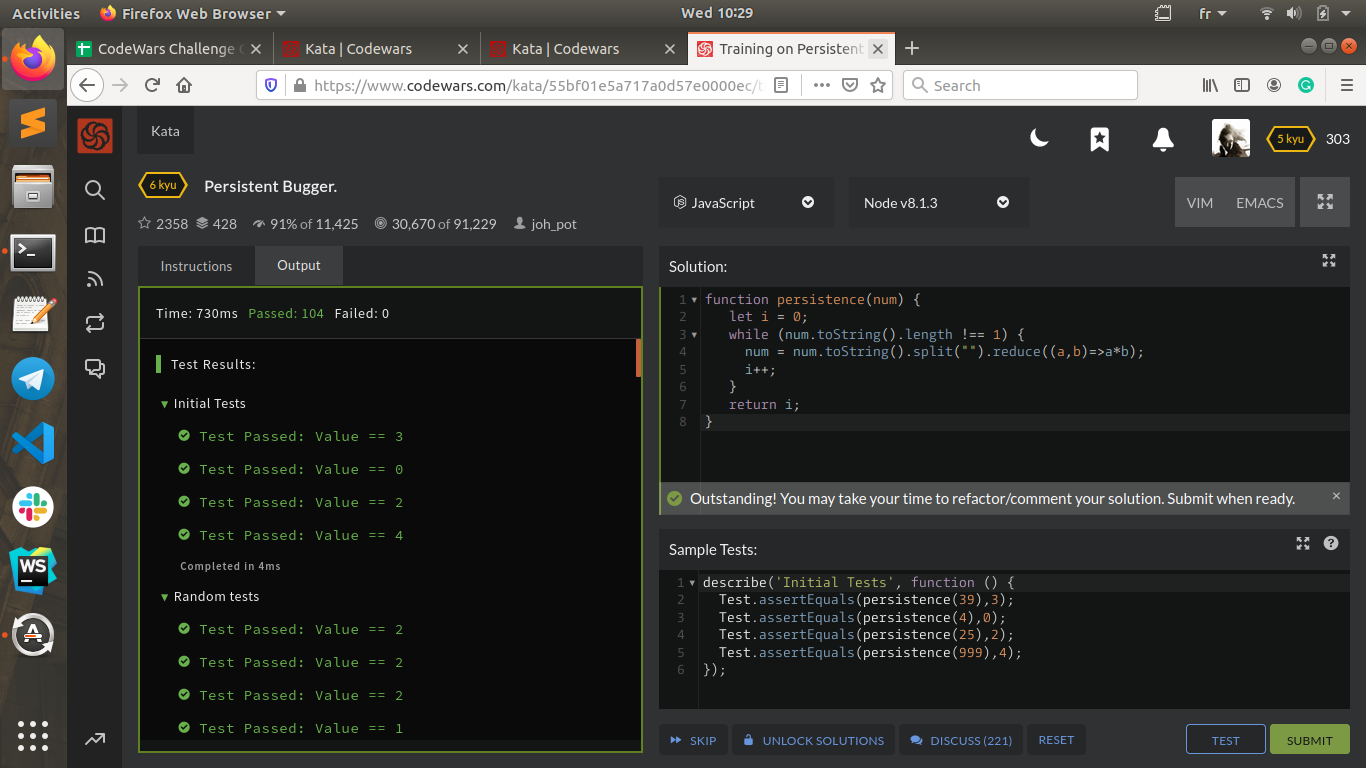 Activities
Firefox Web Browser
Wed 10:29
fr
CodeWars Challenge
Kata | Codewars
Kata | Codewars
Training on Persistent
https://www.codewars.com/kata/55bf01e5a717a0d57e0000ec/t
Search
Kata
5 kyu
303
6 kyu
Persistent Bugger.
2358
428
91% of 11,425
30,670 of 91,229
joh_pot
JavaScript
Node v8.1.3
VIM
EMACS
Instructions
Output
Time: 730ms Passed: 104 Failed: 0
Test Results:
Initial Tests
Test Passed: Value == 3
Test Passed: Value == 0
Test Passed: Value == 2
Test Passed: Value == 4
Completed in 4ms
Random tests
Test Passed: Value == 2
Test Passed: Value == 2
Test Passed: Value == 2
Test Passed: Value == 1
Solution:
1 function persistence(num) {
2 let i = 0;
3 while (num.toString().length !== 1) {
4 num = num.toString().split("").reduce((a,b)=>a*b);
5 i++;
6 }
7 return i;
8 }
Outstanding! You may take your time to refactor/comment your solution. Submit when ready.
Sample Tests:
1 describe('Initial Tests', function () {
2 Test.assertEquals(persistence(39),3);
3 Test.assertEquals(persistence(4),0);
4 Test.assertEquals(persistence(25),2);
5 Test.assertEquals(persistence(999),4);
6 });
SKIP
UNLOCK SOLUTIONS
DISCUSS (221)
RESET
TEST
SUBMIT
WS